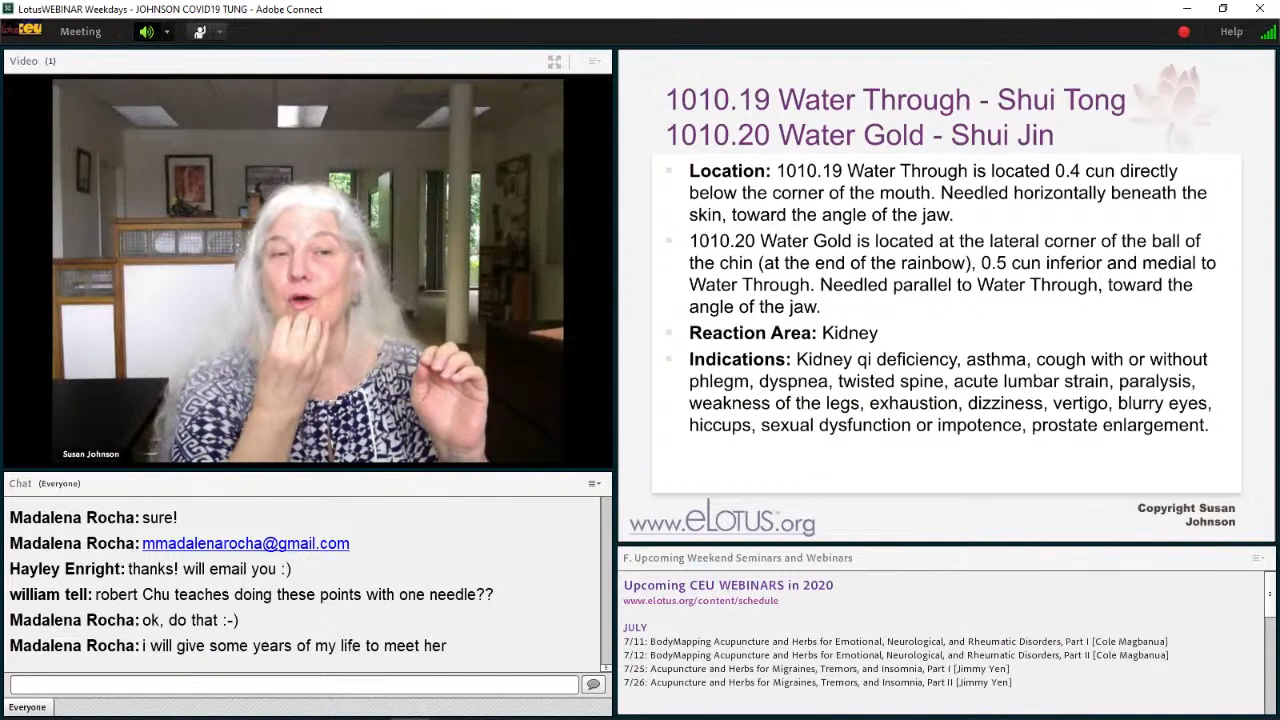 LotusWEBINAR Weekdays - JOHNSON COVID19 TUNG - Adobe Connect
Meeting
Help
Video (1)
Susan Johnson
1010.19 Water Through - Shui Tong
1010.20 Water Gold - Shui Jin
Location: 1010.19 Water Through is located 0.4 cun directly
below the corner of the mouth. Needled horizontally beneath the
skin, toward the angle of the jaw.
1010.20 Water Gold is located at the lateral corner of the ball of
the chin (at the end of the rainbow), 0.5 cun inferior and medial to
Water Through. Needled parallel to Water Through, toward the
angle of the jaw.
Reaction Area: Kidney
Indications: Kidney qi deficiency, asthma, cough with or without
phlegm, dyspnea, twisted spine, acute lumbar strain, paralysis,
weakness of the legs, exhaustion, dizziness, vertigo, blurry eyes,
hiccups, sexual dysfunction or impotence, prostate enlargement.
www.eLOTUS.org
Copyright Susan
Johnson
Chat (Everyone)
Madalena Rocha: sure!
Madalena Rocha: mmadalenarocha@gmail.com
Hayley Enright: thanks! will email you :)
william tell: robert Chu teaches doing these points with one needle??
Madalena Rocha: ok, do that :-)
Madalena Rocha: i will give some years of my life to meet her
Everyone
F. Upcoming Weekend Seminars and Webinars
Upcoming CEU WEBINARS in 2020
www.elotus.org/content/schedule
JULY
7/11: BodyMapping Acupuncture and Herbs for Emotional, Neurological, and Rheumatic Disorders, Part I [Cole Magbanua]
7/12: BodyMapping Acupuncture and Herbs for Emotional, Neurological, and Rheumatic Disorders, Part II [Cole Magbanua]
7/25: Acupuncture and Herbs for Migraines, Tremors, and Insomnia, Part I [Jimmy Yen]
7/26: Acupuncture and Herbs for Migraines, Tremors, and Insomnia, Part II [Jimmy Yen]